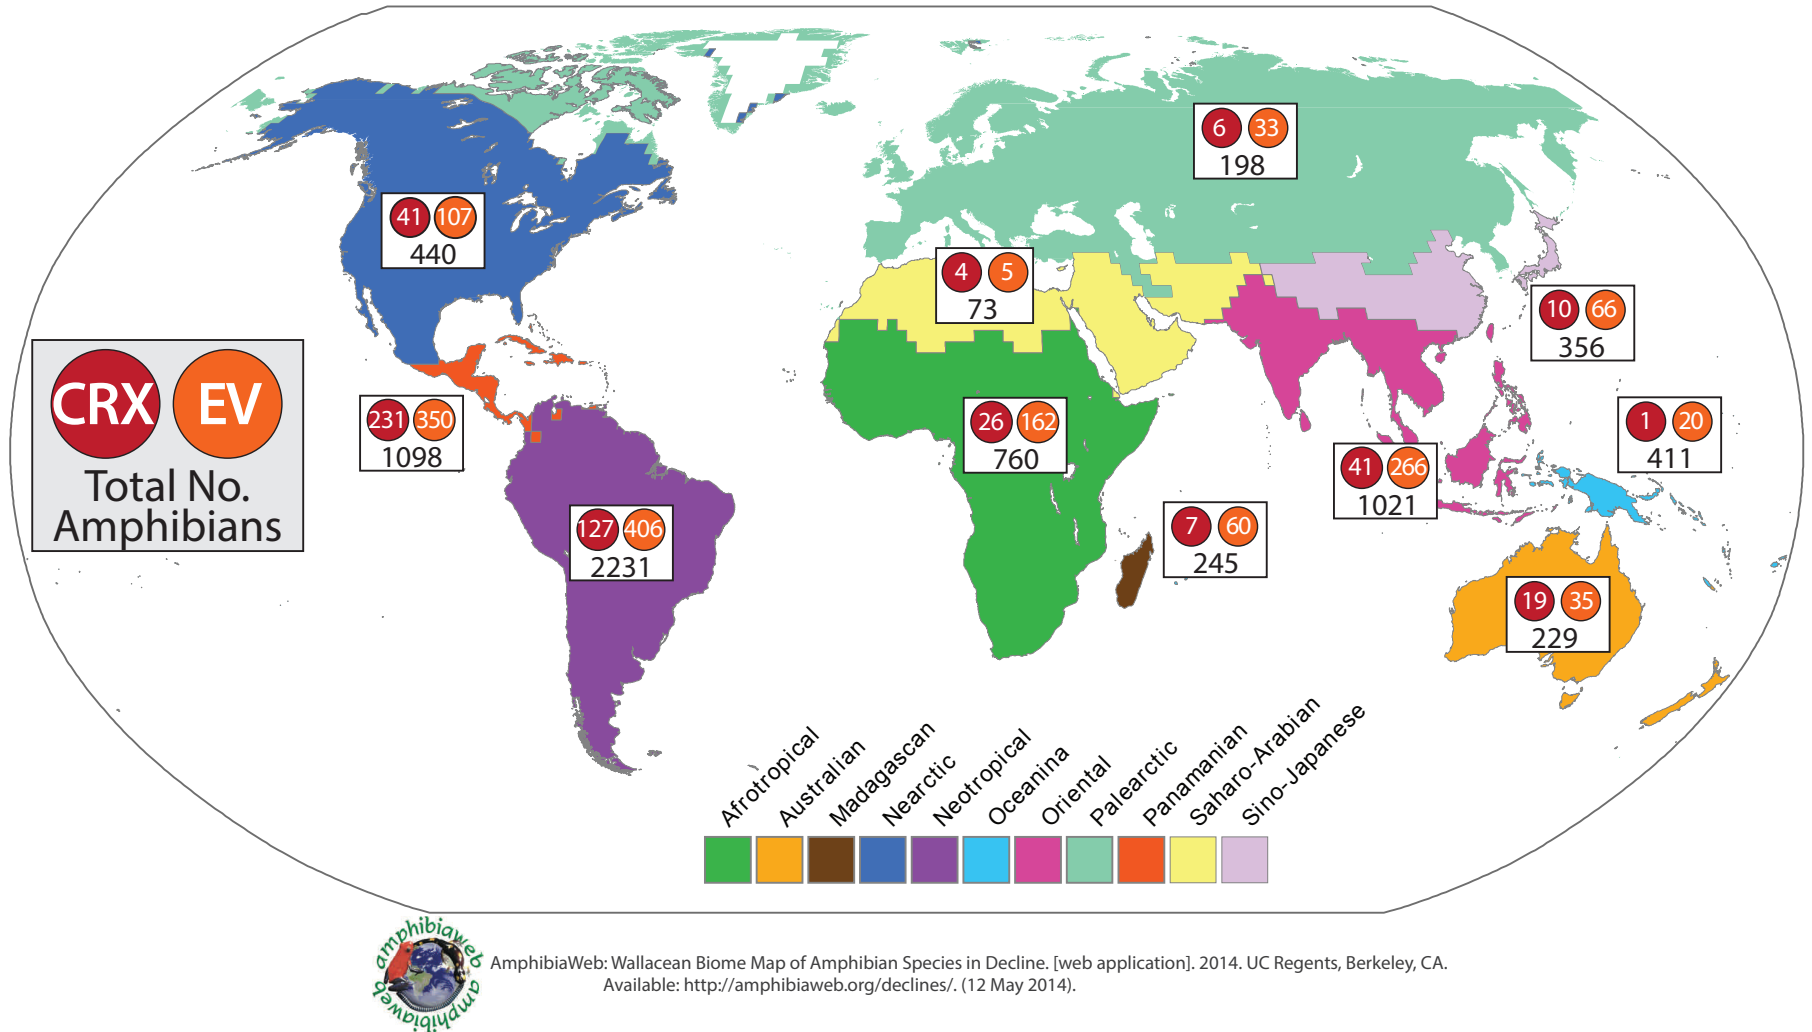 6 33
198
41 107
440
4 5
73
10 66
356
CRX EV
Total No.
Amphibians
231 350
1098
26 162
760
1 20
411
41 266
1021
127 406
2231
7 60
245
19 35
229
Afrotropical
Australian
Madagascan
Nearctic
Neotropical
Oceanina
Oriental
Palearctic
Panamanian
Saharo-Arabian
Sino-Japanese
amphibiaweb
amphibiaweb
AmphibiaWeb: Wallacean Biome Map of Amphibian Species in Decline. [web application]. 2014. UC Regents, Berkeley, CA.
Available: http://amphibiaweb.org/declines/. (12 May 2014).